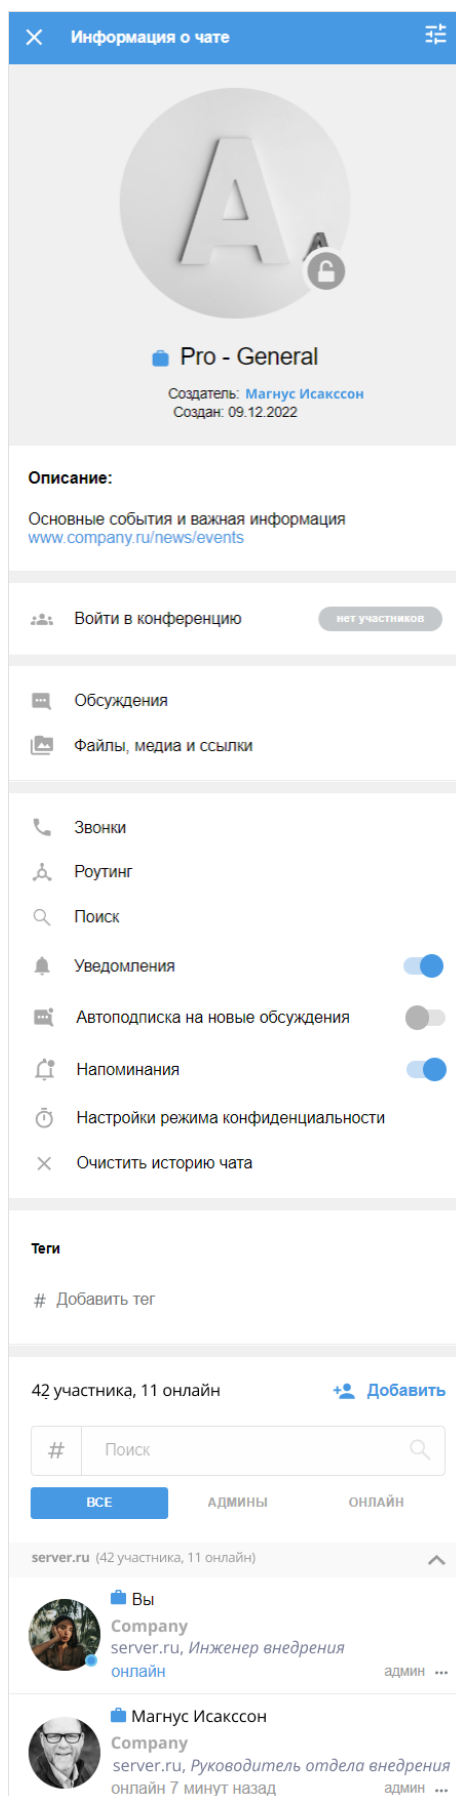 Информация о чате
Pro - General
Создатель: Магнус Исакссон
Создан: 09.12.2022
Описание:
Основные события и важная информация
www.company.ru/news/events
Войти в конференцию
нет участников
Обсуждения
Файлы, медиа и ссылки
Звонки
Роутинг
Поиск
Уведомления
Автоподписка на новые обсуждения
Напоминания
Настройки режима конфиденциальности
Очистить историю чата
Теги
# Добавить тег
42 участника, 11 онлайн
Добавить
# Поиск
ВСЕ АДМИНЫ ОНЛАЙН
server.ru (42 участника, 11 онлайн)
Вы
Company
server.ru, Инженер внедрения
онлайн
админ ...
Магнус Исакссон
Company
server.ru, Руководитель отдела внедрения
онлайн 7 минут назад
админ ...